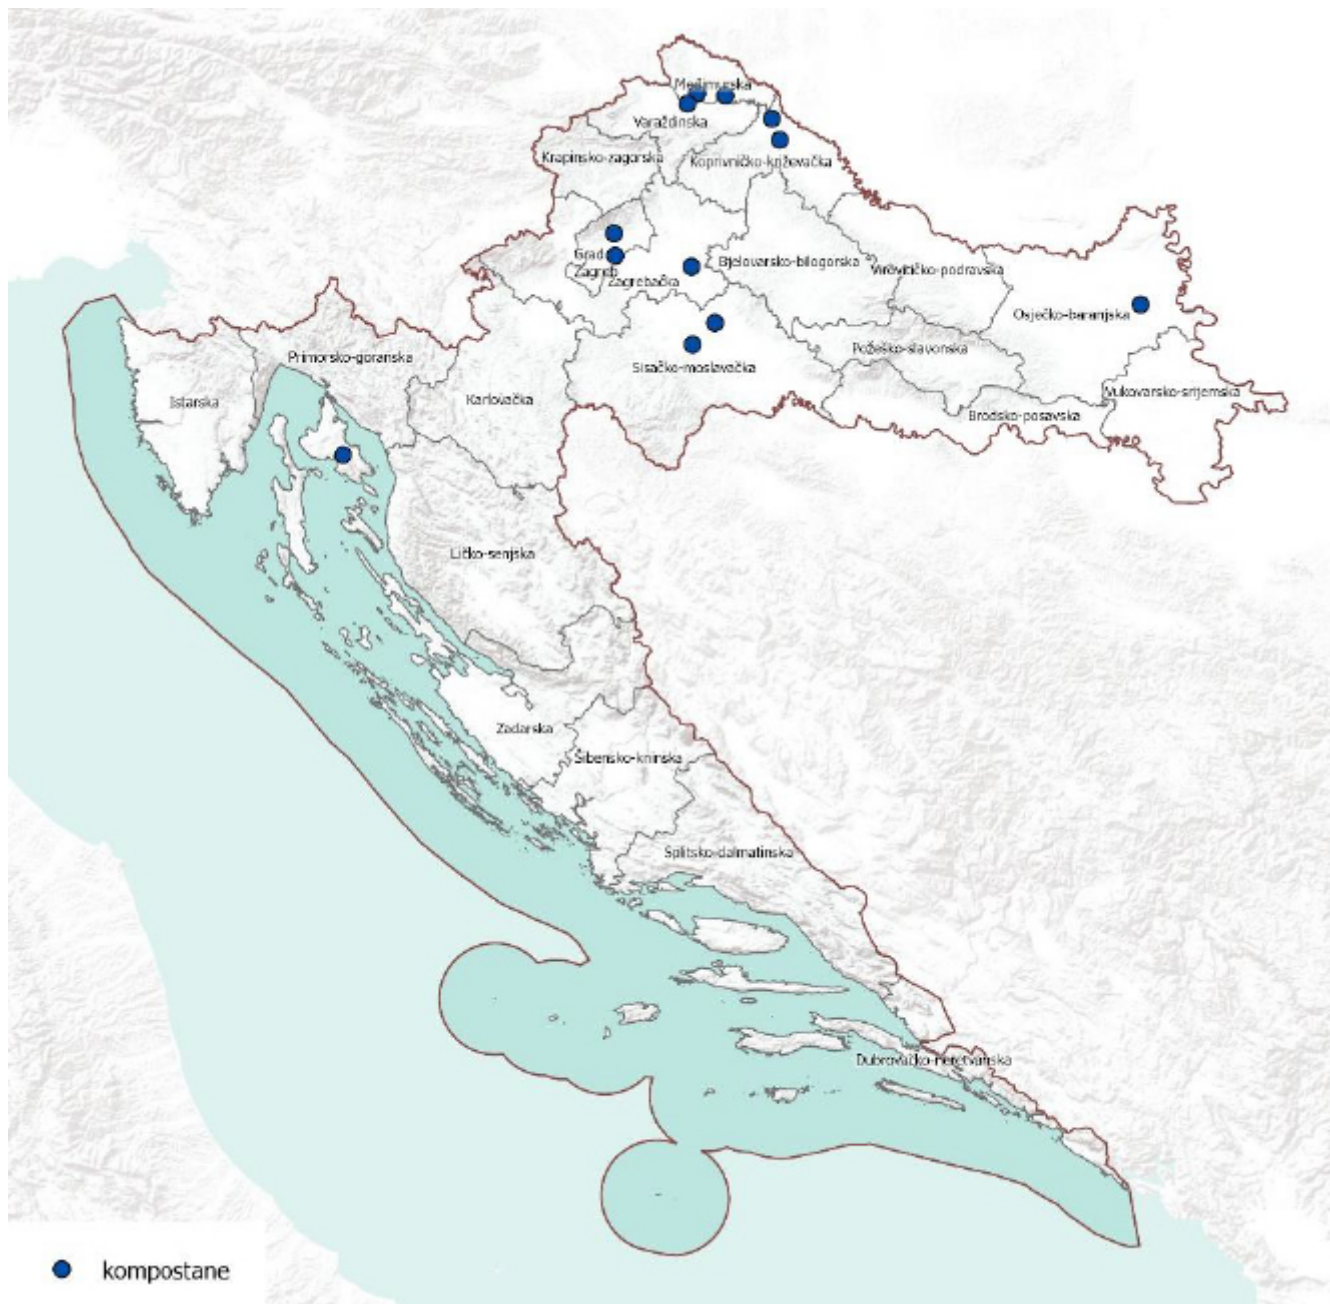 Međimurska
Varaždinska
Krapinsko-zagorska
Koprivničko-križevačka
Grad
Zagreb
Zagrebačka
Bjelovarsko-bilogorska
Virovitičko-podravska
Osječko-baranjska
Požeško-slavonska
Primorsko-goranska
Sisačko-moslavačka
Vukovarsko-srijemska
Istarska
Karlovačka
Brodsko-posavska
Ličko-senjska
Zadarska
Šibensko-kninska
Splitsko-dalmatinska
Dubrovačko-neretvanska
kompostane